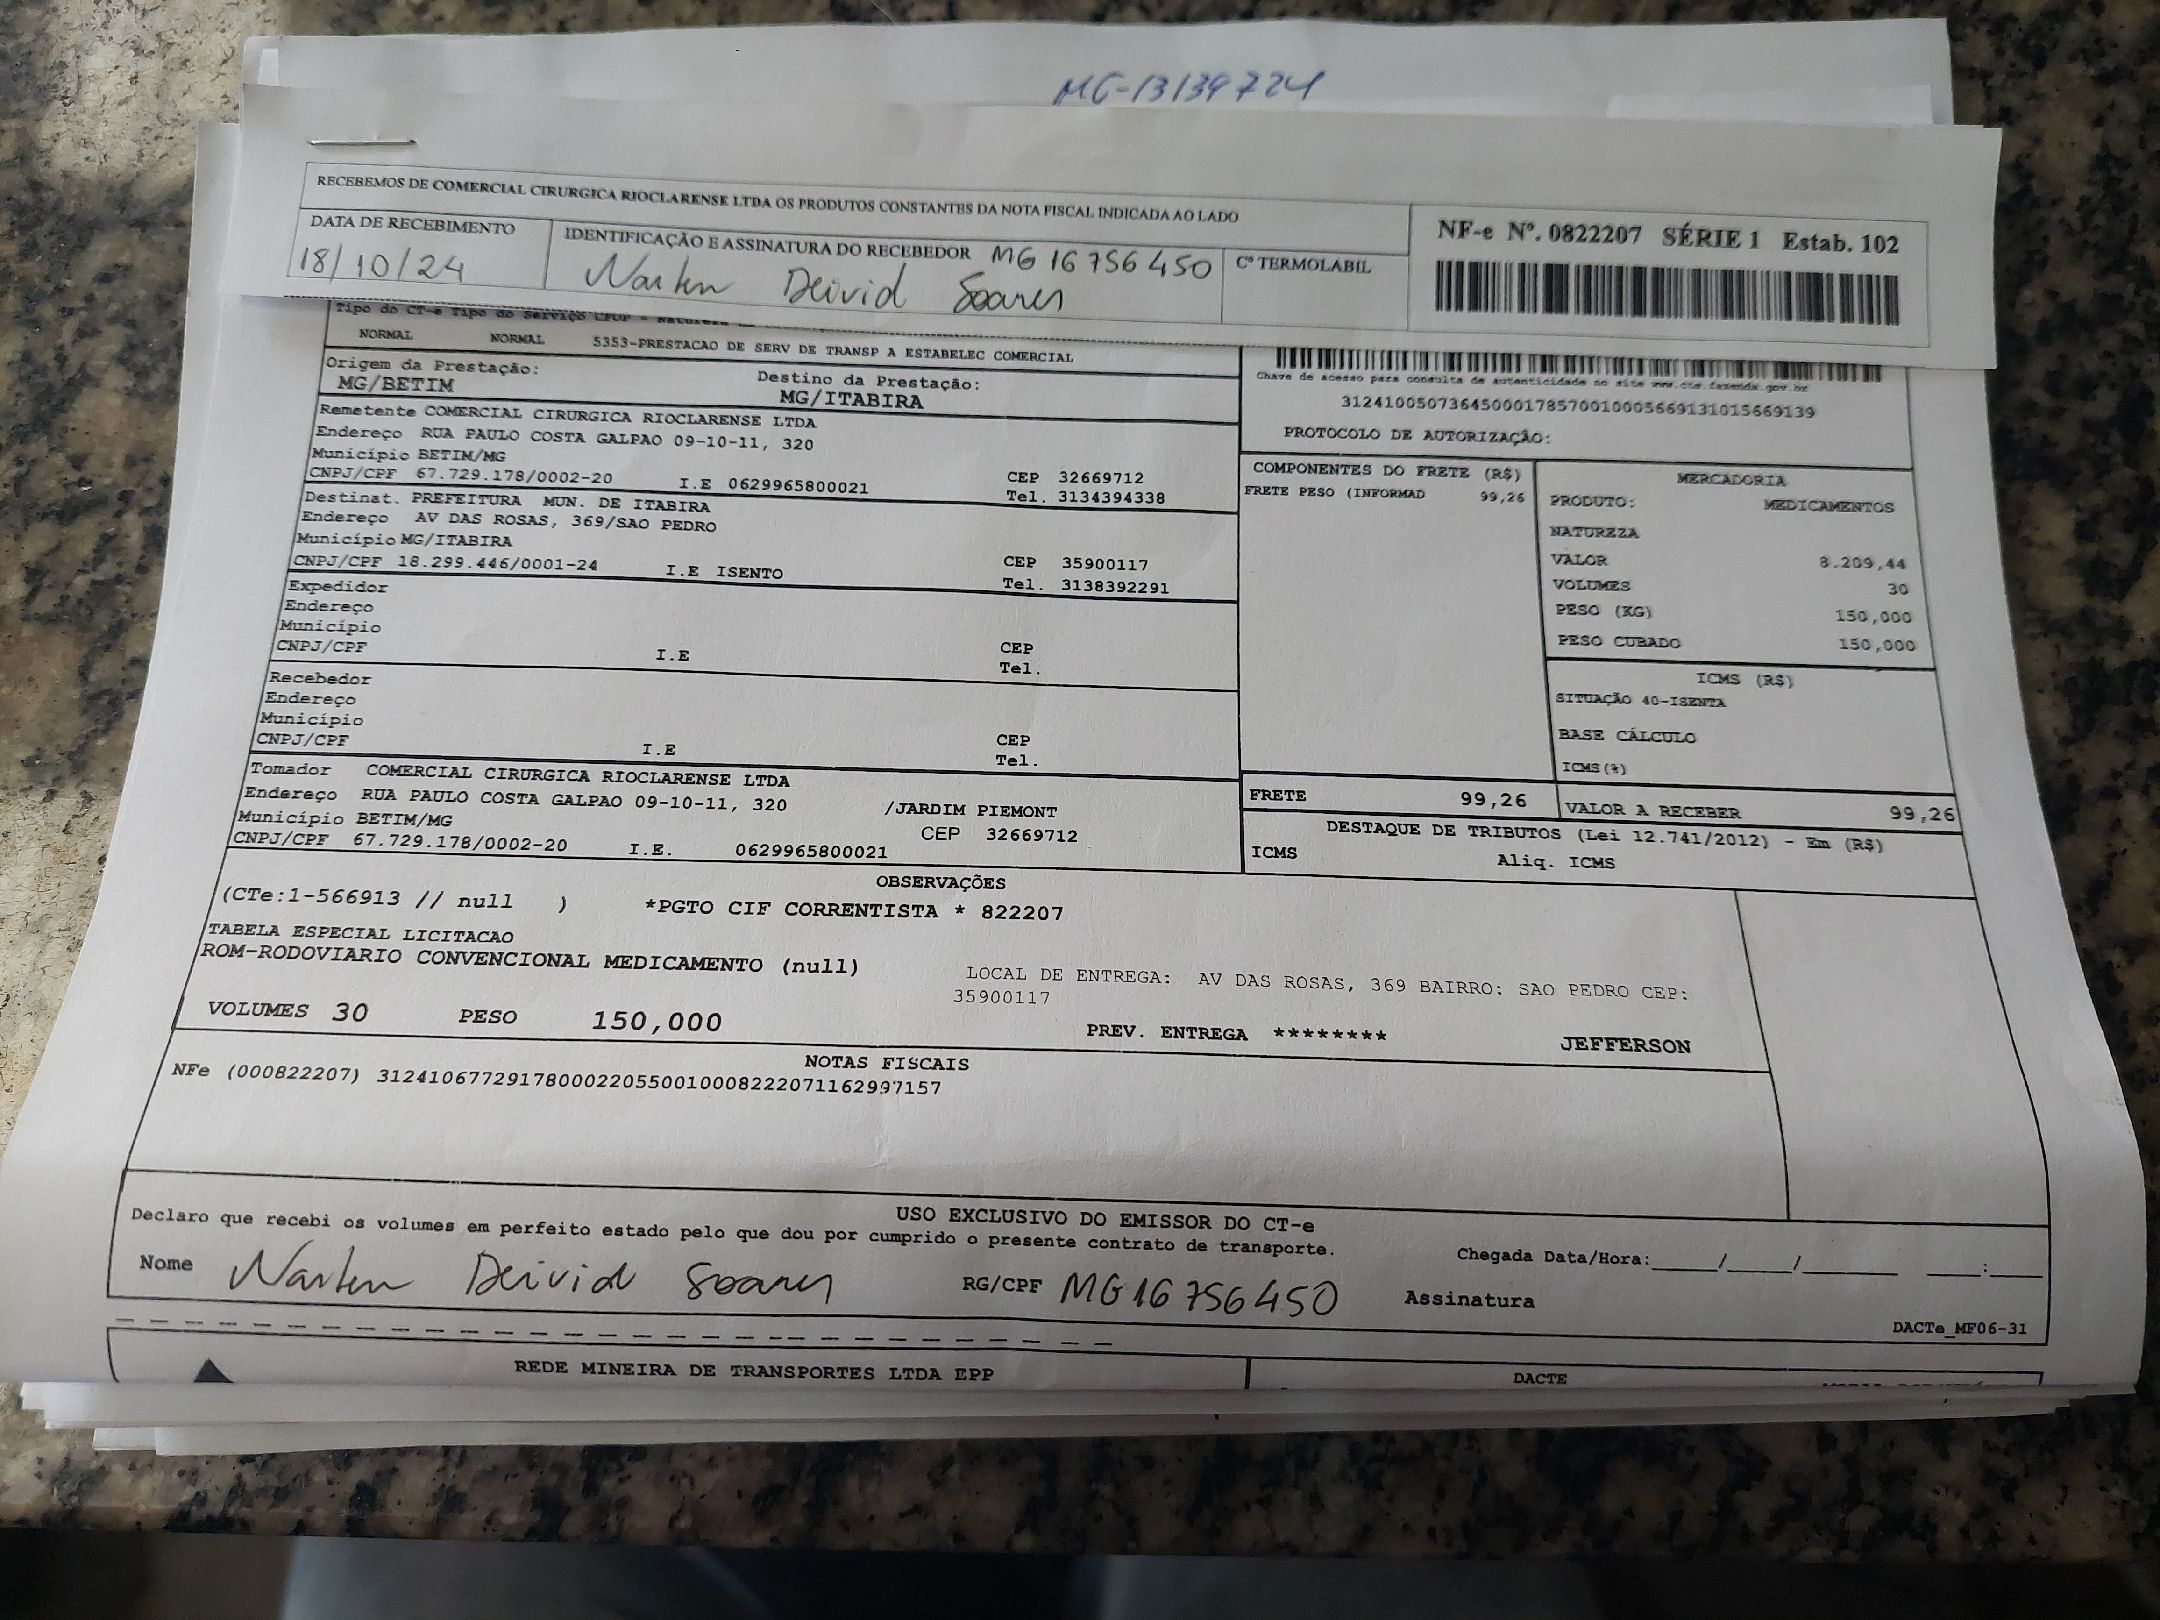 MG-13139724
RECEBEMOS DE COMERCIAL CIRURGICA RIOCLARENSE LTDA OS PRODUTOS CONSTANTES DA NOTA FISCAL INDICADA AO LADO
DATA DE RECEBIMENTO
18/10/24
IDENTIFICAÇÃO E ASSINATURA DO RECEBEDOR MG 16 756 450
Deivid Soares
Cº TERMOLABIL
NF-e Nº. 0822207 SÉRIE 1 Estab. 102
Tipo do CT-e Tipo do Serviço CFOP - Natureza
NORMAL NORMAL 5353-PRESTACAO DE SERV DE TRANSP A ESTABELEC COMERCIAL
Origem da Prestação: Destino da Prestação:
MG/BETIM MG/ITABIRA
Remetente COMERCIAL CIRURGICA RIOCLARENSE LTDA
Endereço RUA PAULO COSTA GALPAO 09-10-11, 320
Município BETIM/MG CEP 32669712
CNPJ/CPF 67.729.178/0002-20 I.E 0629965800021 Tel. 3134394338
Destinat. PREFEITURA MUN. DE ITABIRA
Endereço AV DAS ROSAS, 369/SAO PEDRO
Município MG/ITABIRA CEP 35900117
CNPJ/CPF 18.299.446/0001-24 I.E ISENTO Tel. 3138392291
Expedidor
Endereço
Município CEP
CNPJ/CPF I.E Tel.
Recebedor
Endereço
Município CEP
CNPJ/CPF I.E Tel.
Tomador COMERCIAL CIRURGICA RIOCLARENSE LTDA
Endereço RUA PAULO COSTA GALPAO 09-10-11, 320 /JARDIM PIEMONT
Município BETIM/MG CEP 32669712
CNPJ/CPF 67.729.178/0002-20 I.E. 0629965800021
Chave de acesso para consulta de autenticidade no site www.cte.fazenda.gov.br
31241005073645000178570010005669131015669139
PROTOCOLO DE AUTORIZAÇÃO:
COMPONENTES DO FRETE (R$)
FRETE PESO (INFORMAD 99,26
MERCADORIA
PRODUTO: MEDICAMENTOS
NATUREZA
VALOR 8.209,44
VOLUMES 30
PESO (KG) 150,000
PESO CUBADO 150,000
ICMS (R$)
SITUAÇÃO 40-ISENTA
BASE CÁLCULO
ICMS(%)
FRETE 99,26 VALOR A RECEBER 99,26
DESTAQUE DE TRIBUTOS (Lei 12.741/2012) - Em (R$)
ICMS Aliq. ICMS
OBSERVAÇÕES
(CTe:1-566913 // null ) *PGTO CIF CORRENTISTA * 822207
TABELA ESPECIAL LICITACAO
ROM-RODOVIARIO CONVENCIONAL MEDICAMENTO (null)
LOCAL DE ENTREGA: AV DAS ROSAS, 369 BAIRRO: SAO PEDRO CEP:
35900117
VOLUMES 30 PESO 150,000 PREV. ENTREGA ******** JEFFERSON
NOTAS FISCAIS
NFe (000822207) 31241067729178000220550010008222071162997157
USO EXCLUSIVO DO EMISSOR DO CT-e
Declaro que recebi os volumes em perfeito estado pelo que dou por cumprido o presente contrato de transporte.
Chegada Data/Hora:_____/_____/_______ ____:____
Nome Deivid Soares RG/CPF MG16756450 Assinatura
DACTe_MF06-31
REDE MINEIRA DE TRANSPORTES LTDA EPP DACTE